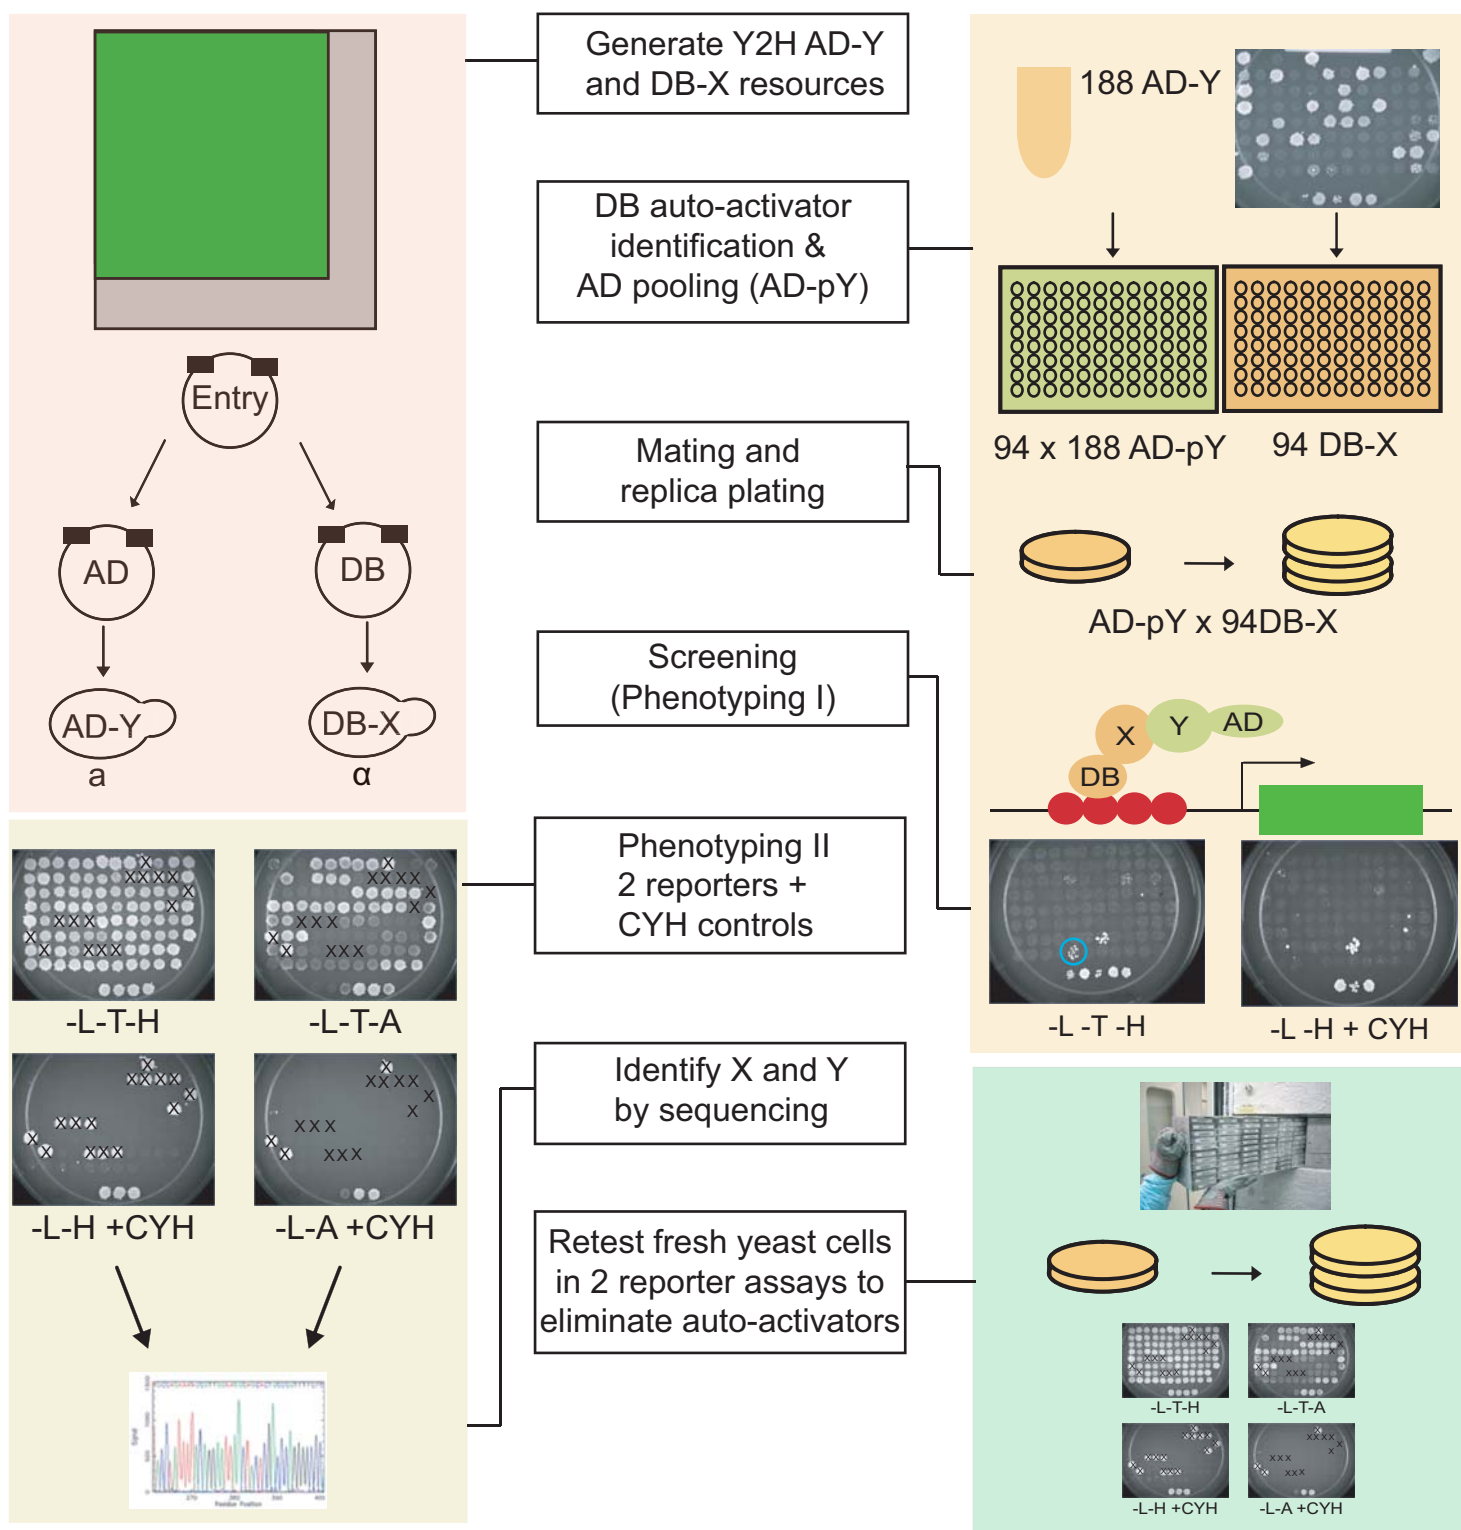 Generate Y2H AD-Y
and DB-X resources
DB auto-activator
identification &
AD pooling (AD-pY)
Mating and
replica plating
Screening
(Phenotyping I)
Phenotyping II
2 reporters +
CYH controls
Identify X and Y
by sequencing
Retest fresh yeast cells
in 2 reporter assays to
eliminate auto-activators
Entry
AD
DB
AD-Y
DB-X
a
α
188 AD-Y
94 x 188 AD-pY
94 DB-X
AD-pY x 94DB-X
X
Y
AD
DB
-L -T -H
-L -H + CYH
X
X X X X
X
X
X X X
X
X
X X X
-L-T-H
X
X X X X
X
X
X X X
X
X
X X X
-L-T-A
X
X X X X
X
X
X X X
X
X
X X X
-L-H +CYH
X
X X X X
X
X
X X X
X
X
X X X
-L-A +CYH
Signal
Residue Position
-L-T-H
-L-T-A
-L-H +CYH
-L-A +CYH